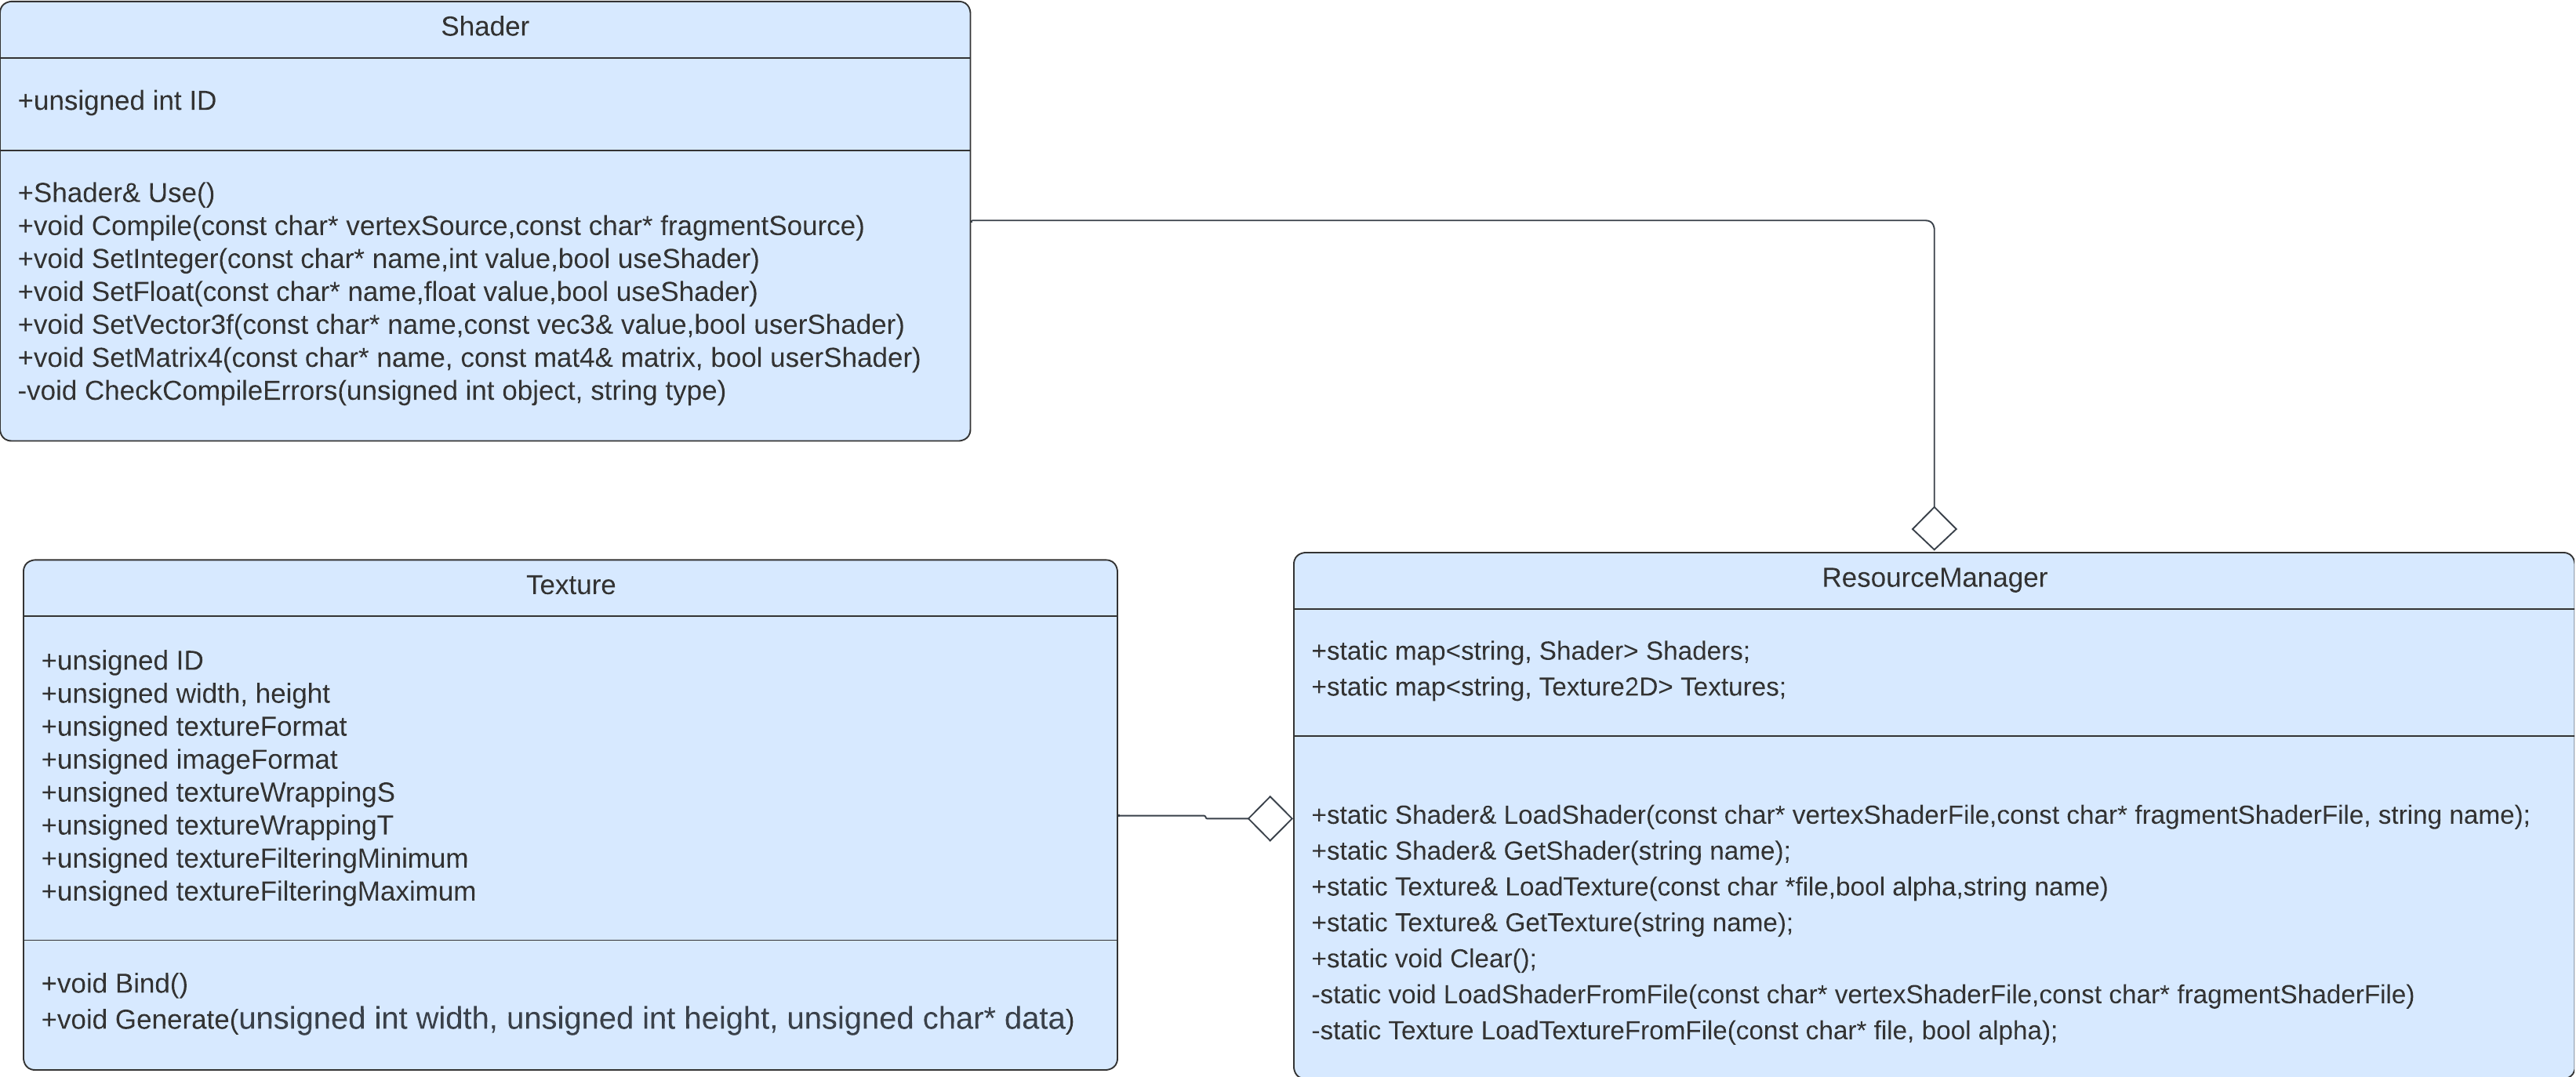 Shader
+unsigned int ID
+Shader& Use()
+void Compile(const char* vertexSource,const char* fragmentSource)
+void SetInteger(const char* name,int value,bool useShader)
+void SetFloat(const char* name,float value,bool useShader)
+void SetVector3f(const char* name,const vec3& value,bool userShader)
+void SetMatrix4(const char* name, const mat4& matrix, bool userShader)
-void CheckCompileErrors(unsigned int object, string type)
Texture
+unsigned ID
+unsigned width, height
+unsigned textureFormat
+unsigned imageFormat
+unsigned textureWrappingS
+unsigned textureWrappingT
+unsigned textureFilteringMinimum
+unsigned textureFilteringMaximum
+void Bind()
+void Generate(unsigned int width, unsigned int height, unsigned char* data)
ResourceManager
+static map<string, Shader> Shaders;
+static map<string, Texture2D> Textures;
+static Shader& LoadShader(const char* vertexShaderFile,const char* fragmentShaderFile, string name);
+static Shader& GetShader(string name);
+static Texture& LoadTexture(const char *file,bool alpha,string name)
+static Texture& GetTexture(string name);
+static void Clear();
-static void LoadShaderFromFile(const char* vertexShaderFile,const char* fragmentShaderFile)
-static Texture LoadTextureFromFile(const char* file, bool alpha);